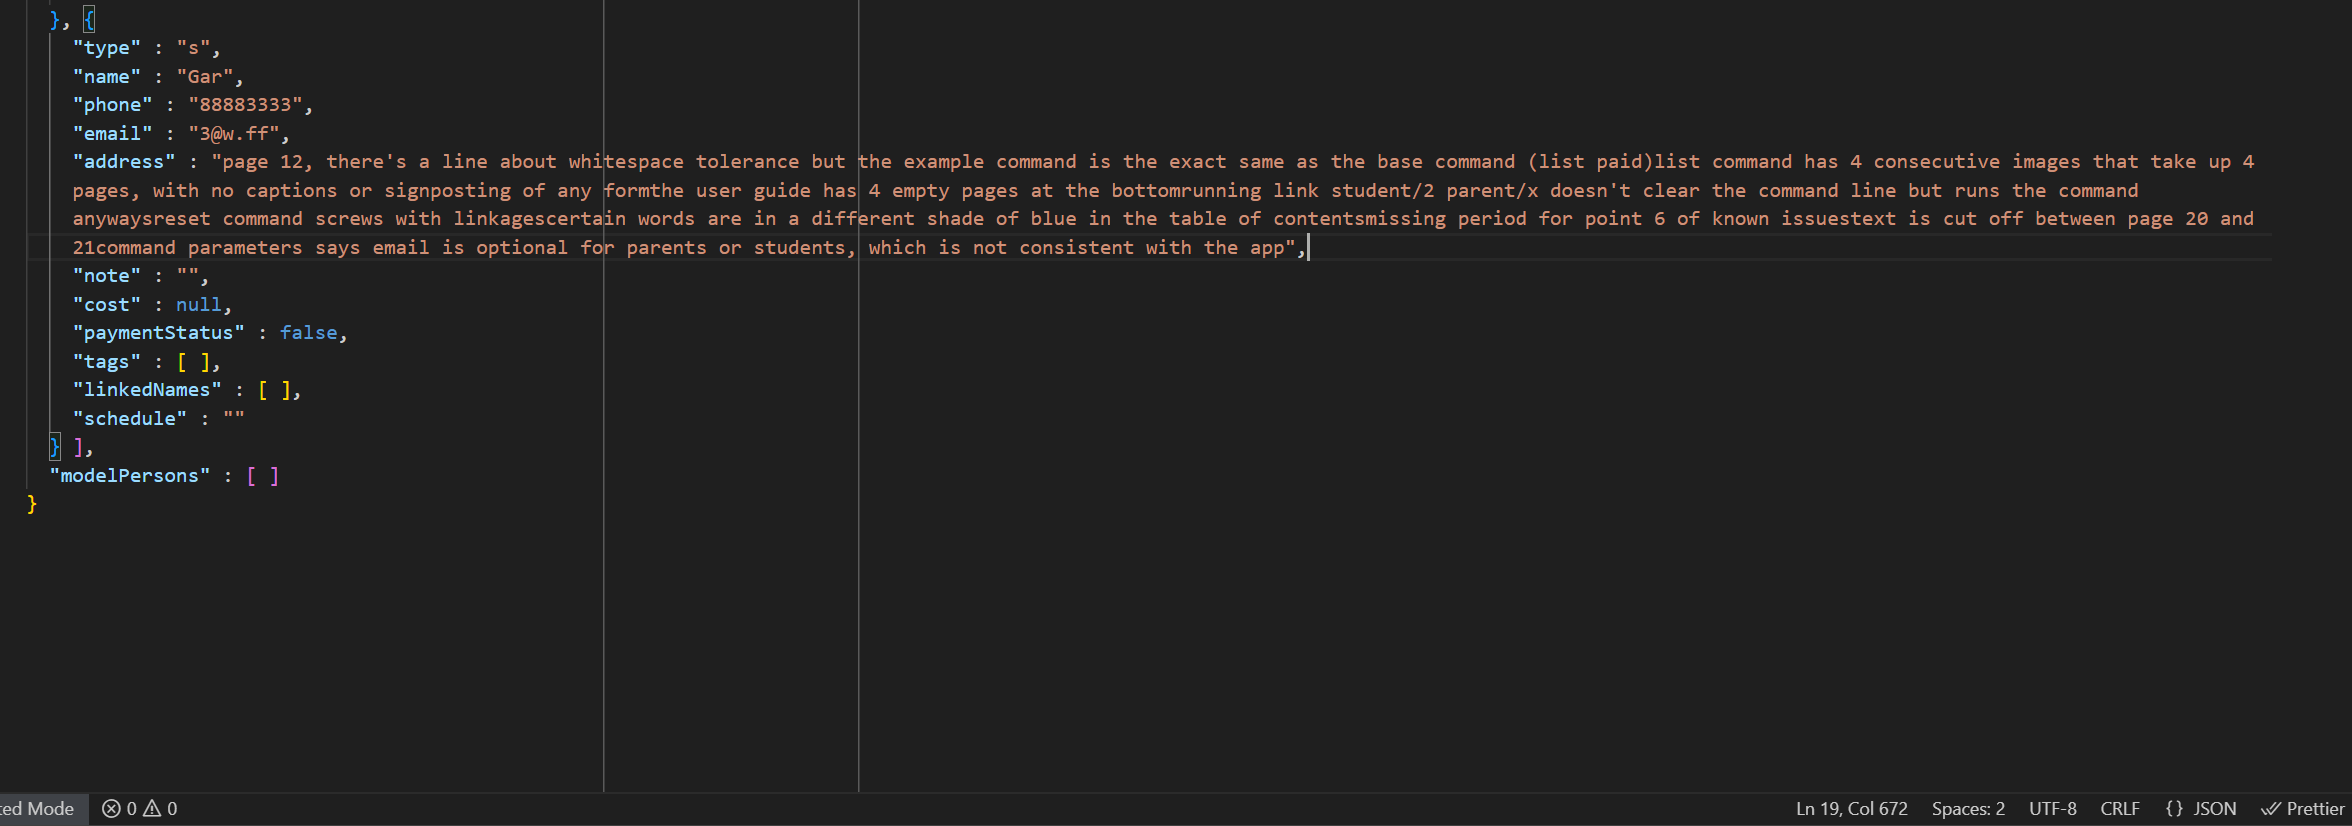 }, {
"type" : "s",
"name" : "Gar",
"phone" : "88883333",
"email" : "3@w.ff",
"address" : "page 12, there's a line about whitespace tolerance but the example command is the exact same as the base command (list paid)list command has 4 consecutive images that take up 4
pages, with no captions or signposting of any formthe user guide has 4 empty pages at the bottomrunning link student/2 parent/x doesn't clear the command line but runs the command
anywaysreset command screws with linkagescertain words are in a different shade of blue in the table of contentsmissing period for point 6 of known issuestext is cut off between page 20 and
21command parameters says email is optional for parents or students, which is not consistent with the app",
"note" : "",
"cost" : null,
"paymentStatus" : false,
"tags" : [ ],
"linkedNames" : [ ],
"schedule" : ""
} ],
"modelPersons" : [ ]
}
ted Mode 0 0 Ln 19, Col 672 Spaces: 2 UTF-8 CRLF {} JSON Prettier